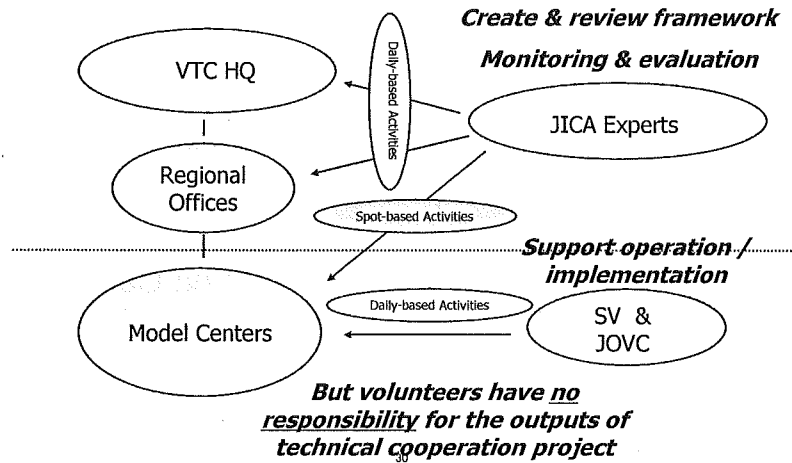 Create & review framework
Monitoring & evaluation
VTC HQ
Daily-based Activities
JICA Experts
Regional
Offices
Spot-based Activities
Support operation /
implementation
Model Centers
Daily-based Activities
SV &
JOVC
But volunteers have no
responsibility for the outputs of
technical cooperation project
30